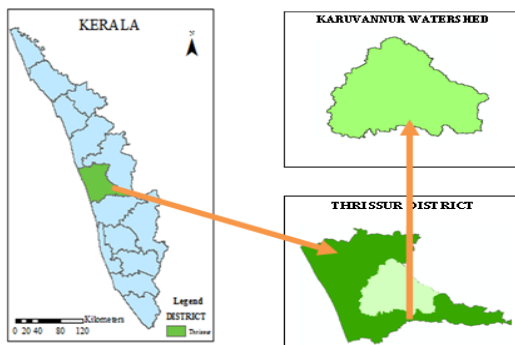 KERALA
N
Legend
DISTRICT
Thrissur
Kilometers
0 20 40 80 120
KARUVANNUR WATERSHED
THRISSUR DISTRICT